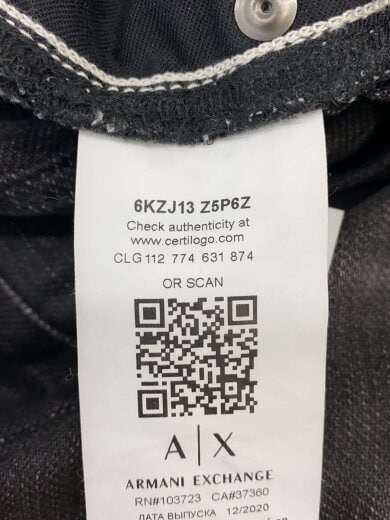 6KZJ13 Z5P6Z
Check authenticity at
www.certilogo.com
CLG 112 774 631 874
OR SCAN
A|X
ARMANI EXCHANGE
RN#103723 CA#37360
ДАТА ВЫПУСКА 12/2020